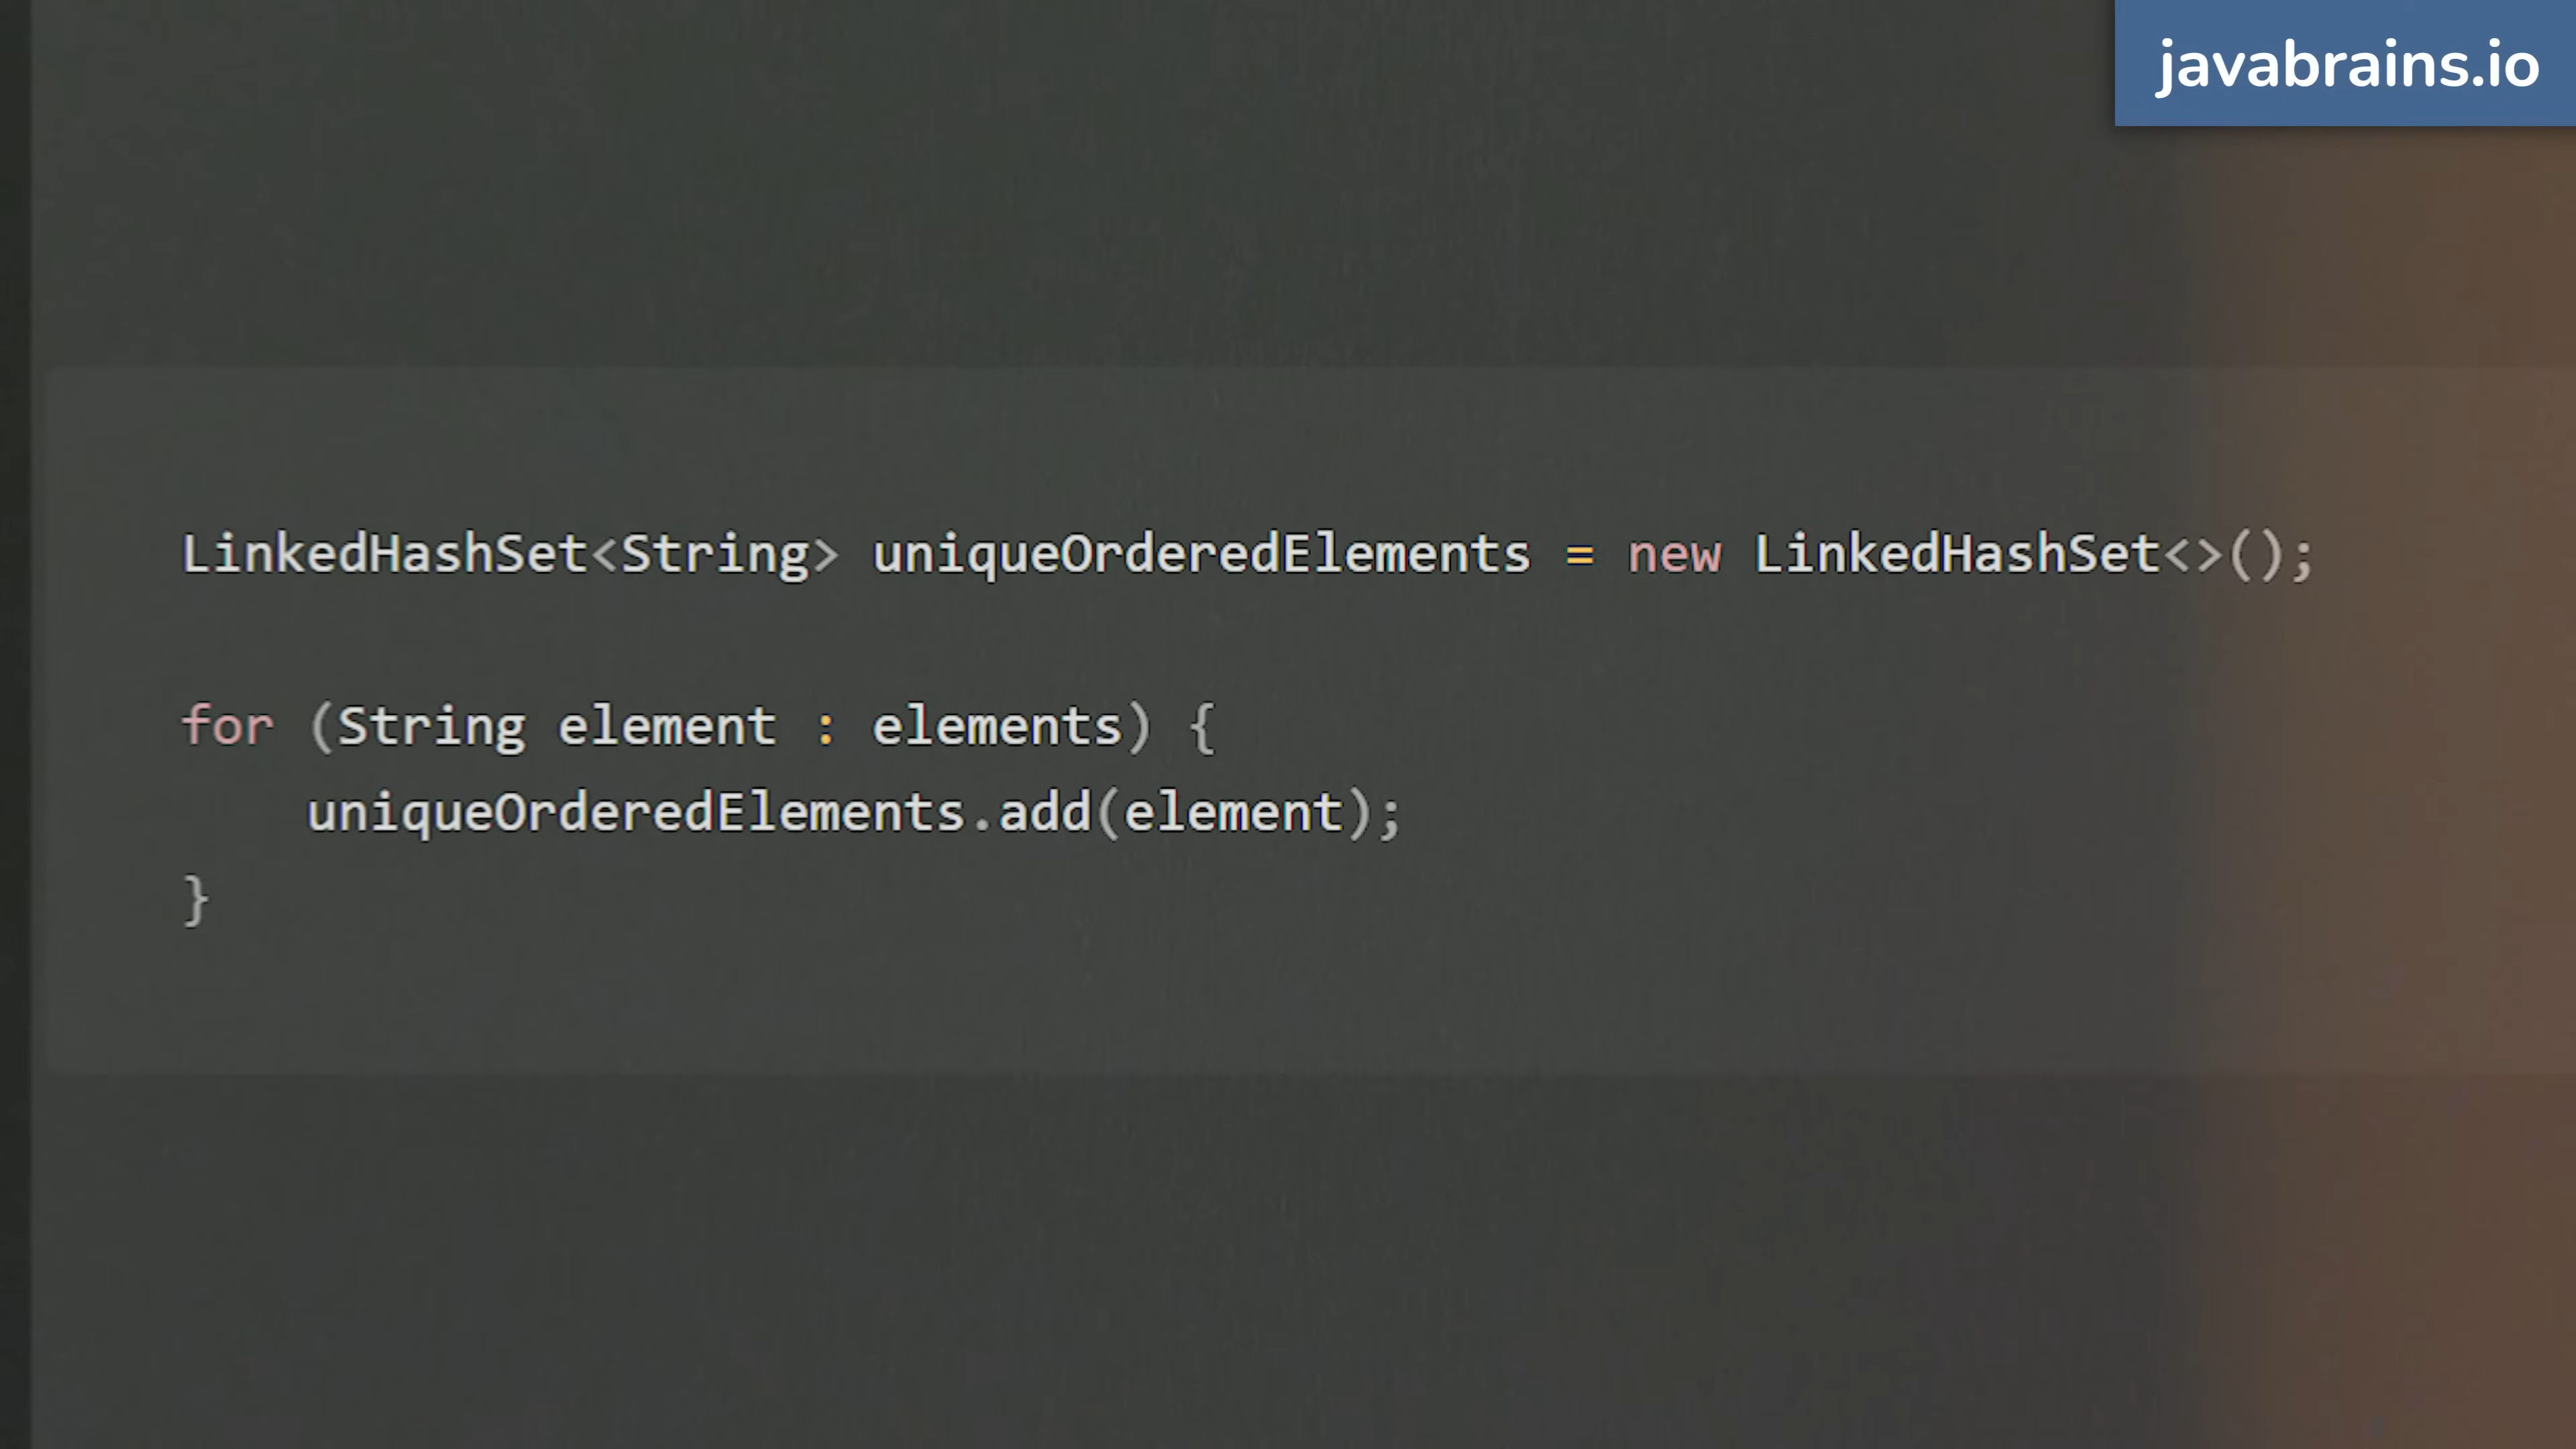 javabrains.io
LinkedHashSet<String> uniqueOrderedElements = new LinkedHashSet<>();
for (String element : elements) {
    uniqueOrderedElements.add(element);
}